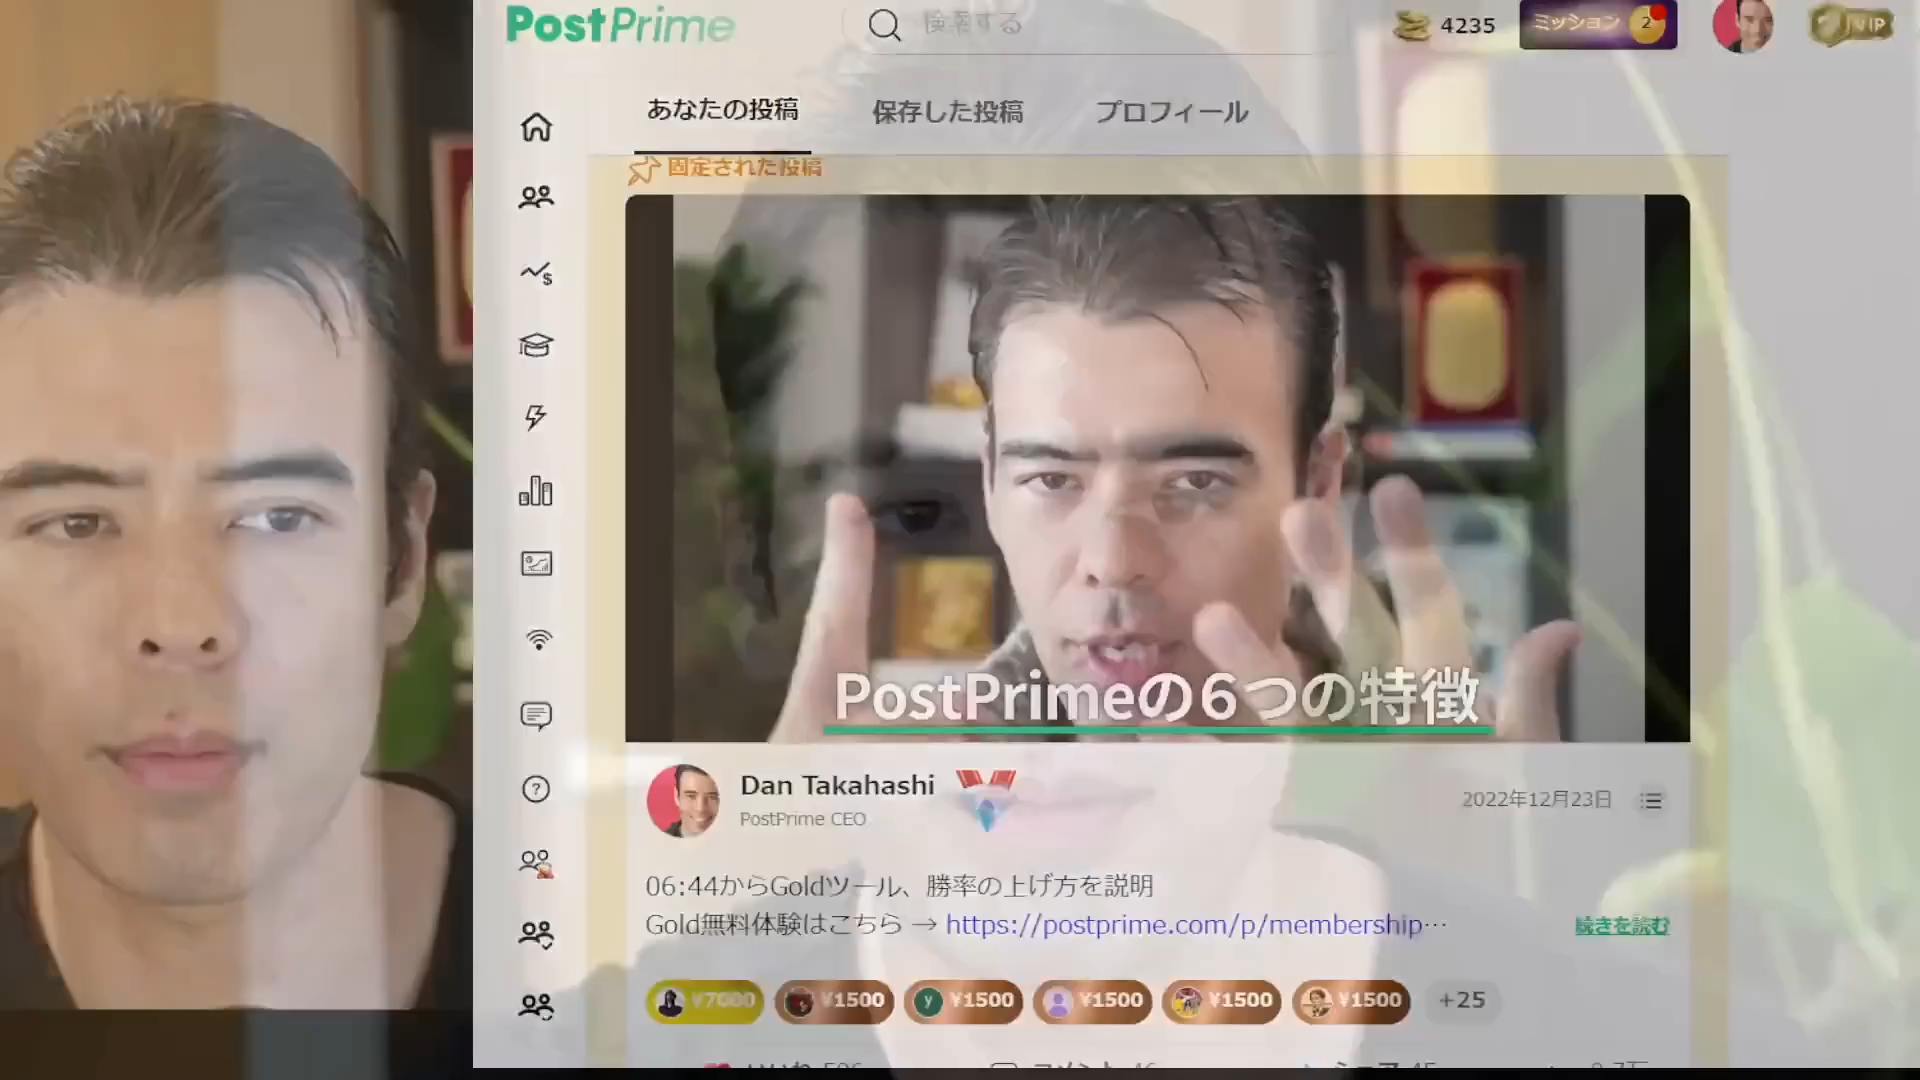 PostPrime
検索する
4235
ミッション
2
VIP
あなたの投稿
保存した投稿
プロフィール
固定された投稿
PostPrimeの6つの特徴
Dan Takahashi
PostPrime CEO
2022年12月23日
06:44からGoldツール、勝率の上げ方を説明
Gold無料体験はこちら → https://postprime.com/p/membership…
続きを読む
¥7000
¥1500
y
¥1500
¥1500
¥1500
¥1500
+25